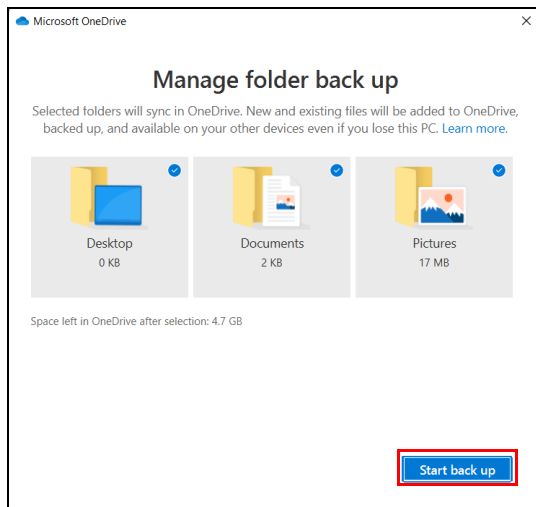 Microsoft OneDrive
Manage folder back up
Selected folders will sync in OneDrive. New and existing files will be added to OneDrive,
backed up, and available on your other devices even if you lose this PC. Learn more.
Desktop
0 KB
Documents
2 KB
Pictures
17 MB
Space left in OneDrive after selection: 4.7 GB
Start back up